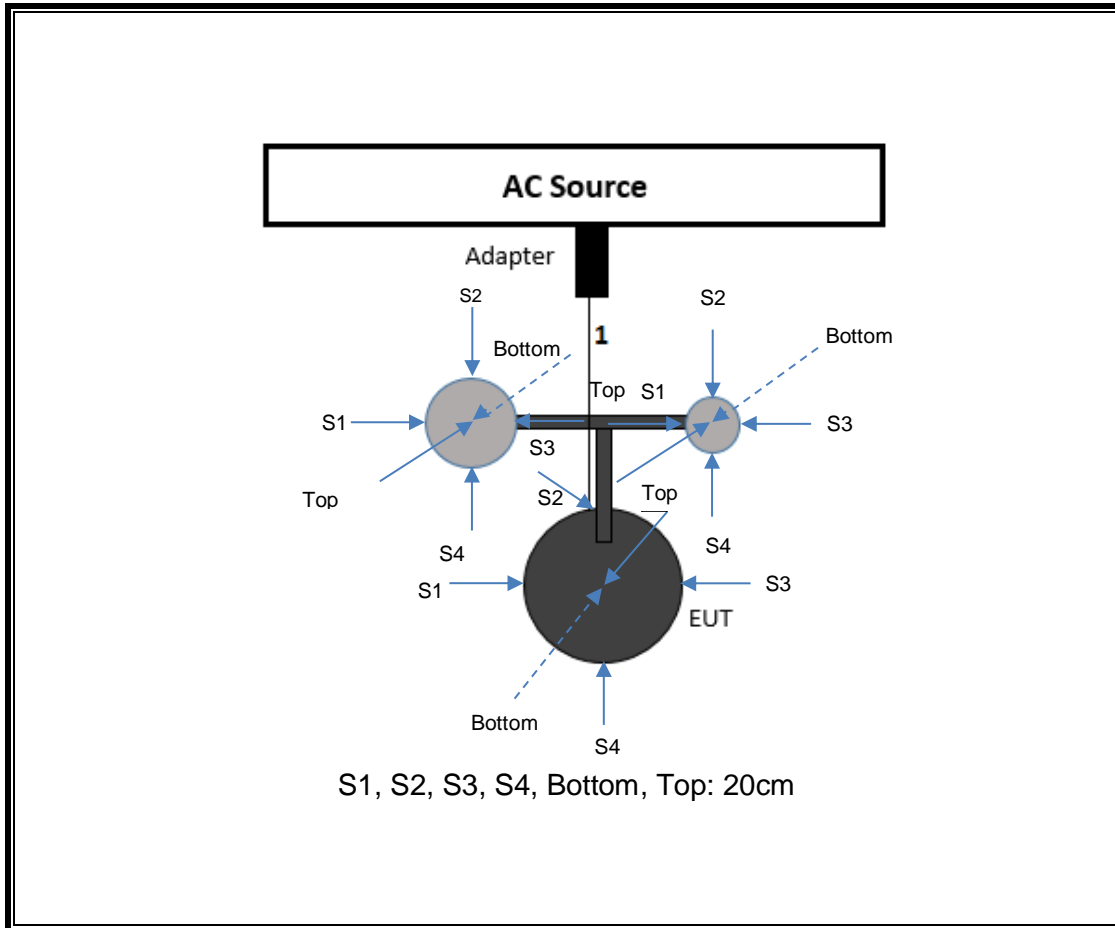 AC Source
Adapter
S2
S2
1
Bottom
Bottom
Top
S1
S1
S3
S3
Top
S2
Top
S4
S4
S1
S3
EUT
Bottom
S4
S1, S2, S3, S4, Bottom, Top: 20cm